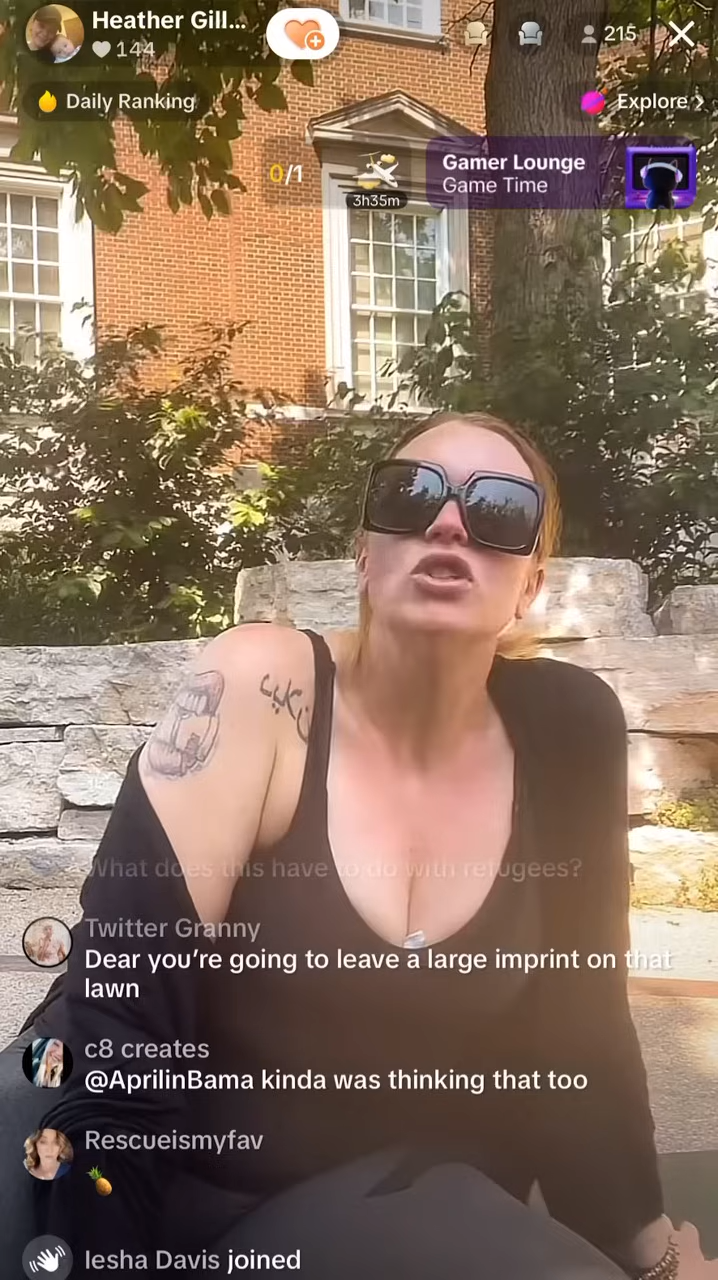 Heather Gill...
144
215
Daily Ranking
Explore
0/1
3h35m
Gamer Lounge
Game Time
What does this have to do with refugees?
Twitter Granny
Dear you’re going to leave a large imprint on that
lawn
c8 creates
@AprilinBama kinda was thinking that too
Rescueismyfav
🍍
Iesha Davis joined